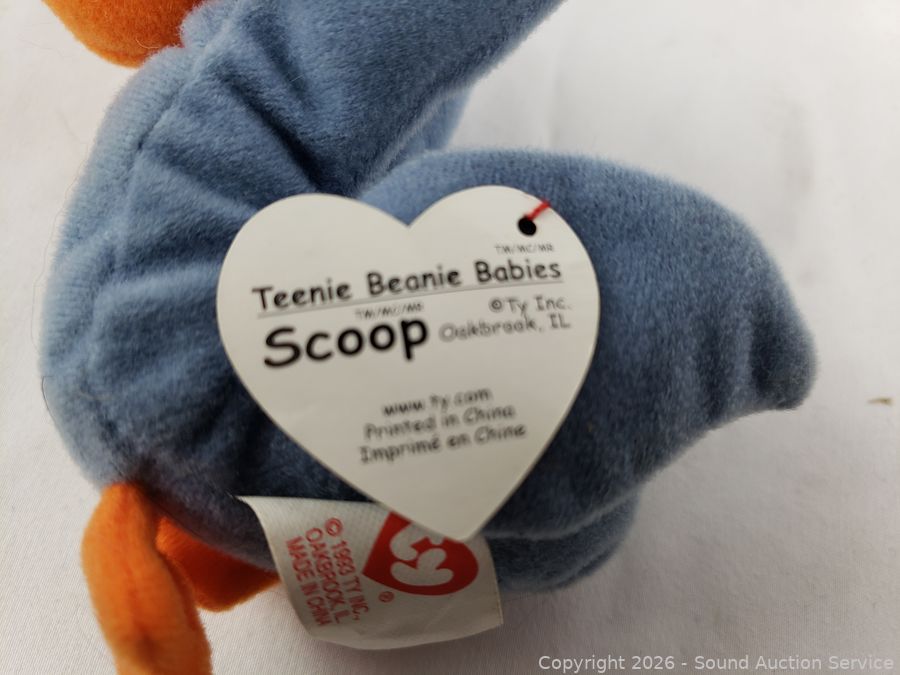 TM/MC/MR
Teenie Beanie Babies
TM/MC/MR
Scoop
©Ty Inc.
Oakbrook, IL
www.ty.com
Printed in China
Imprimé en Chine
© 1993 TY INC.,
OAKBROOK, IL
MADE IN CHINA
ty
®
Copyright 2026 - Sound Auction Service